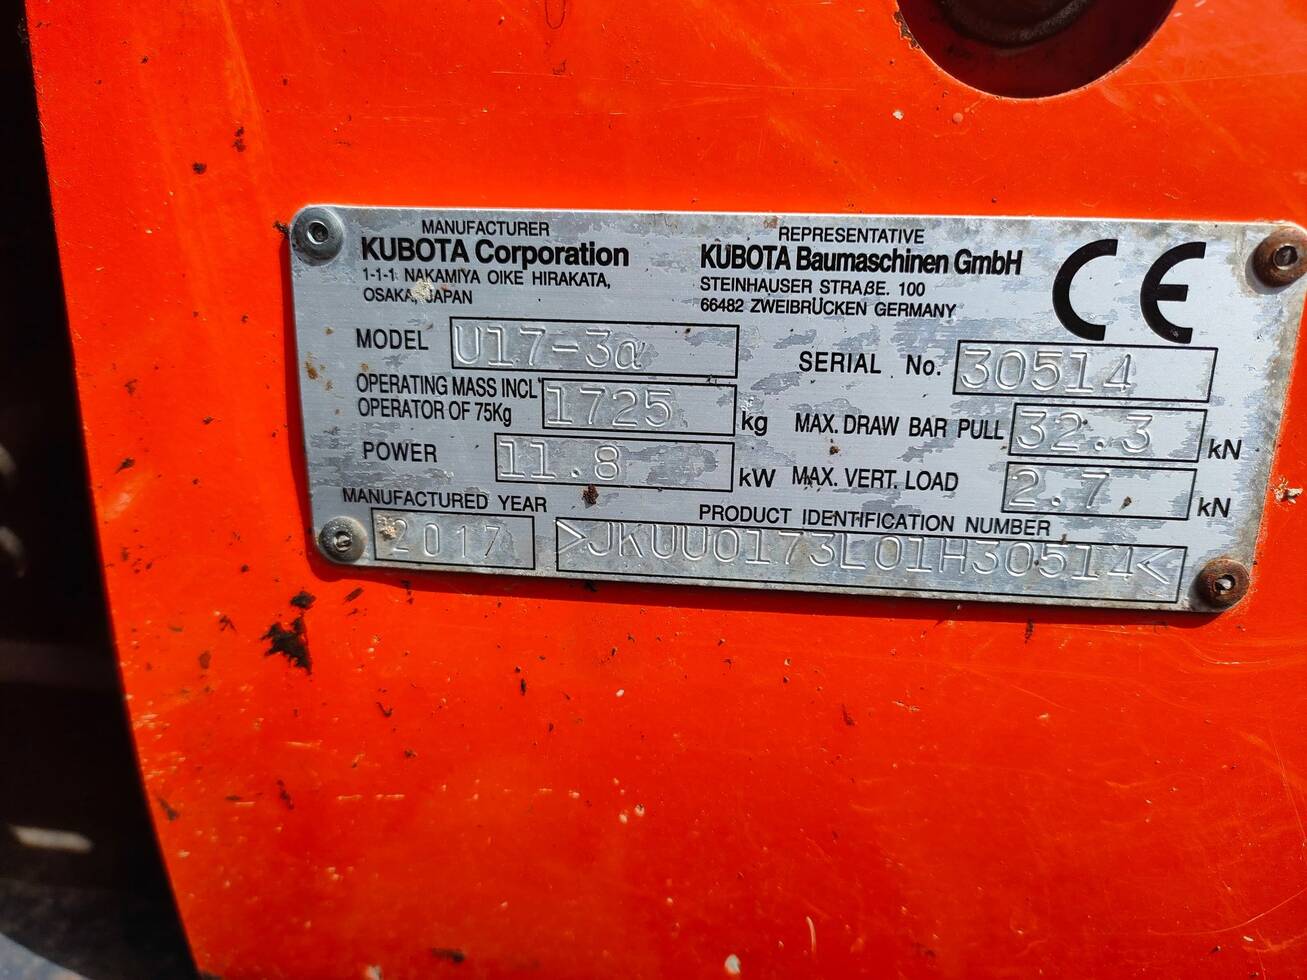 MANUFACTURER
KUBOTA Corporation
1-1-1 NAKAMIYA OIKE HIRAKATA,
OSAKA, JAPAN
REPRESENTATIVE
KUBOTA Baumaschinen GmbH
STEINHAUSER STRAßE. 100
66482 ZWEIBRÜCKEN GERMANY
CE
MODEL U17-3α
SERIAL No. 30514
OPERATING MASS INCL
OPERATOR OF 75Kg 1725 kg
MAX. DRAW BAR PULL 32.3 kN
POWER 11.8 kW
MAX. VERT. LOAD 2.7 kN
MANUFACTURED YEAR
2017
PRODUCT IDENTIFICATION NUMBER
>JKUU0173L01H30514<